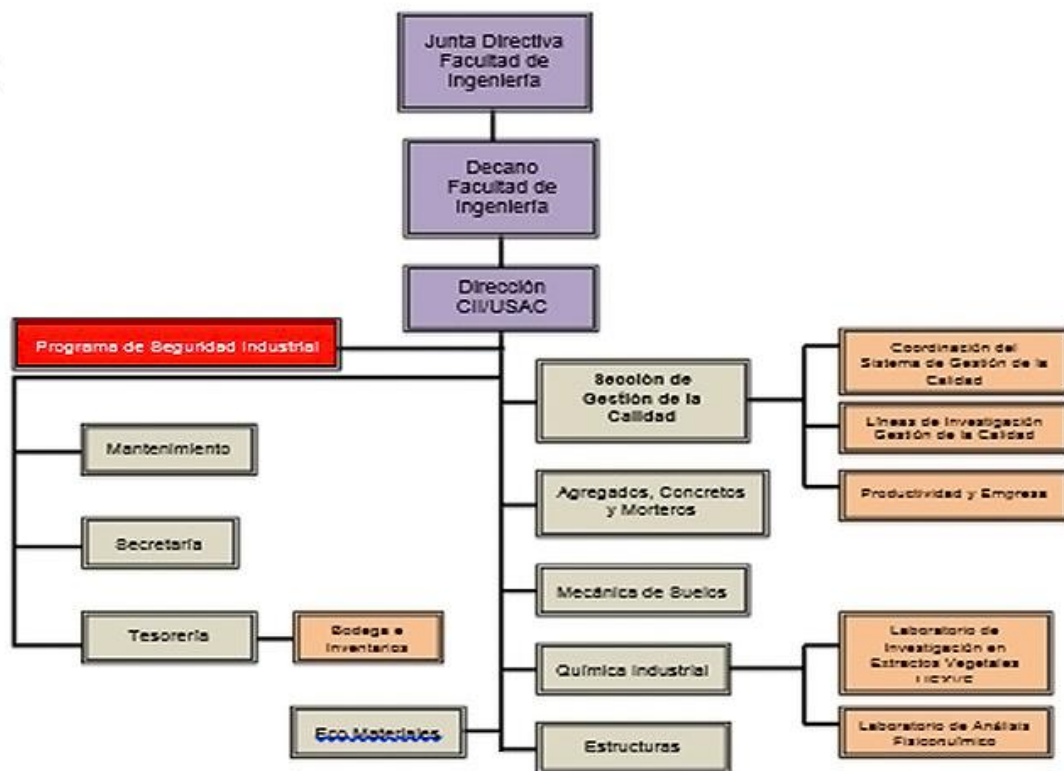 Junta Directiva
Facultad de
Ingeniería
Decano
Facultad de
Ingeniería
Dirección
CII/USAC
Programa de Seguridad Industrial
Mantenimiento
Secretaría
Tesorería
Bodega e
Inventarios
Eco Materiales
Sección de
Gestión de la
Calidad
Agregados, Concretos
y Morteros
Mecánica de Suelos
Química Industrial
Estructuras
Coordinación del
Sistema de Gestión de la
Calidad
Líneas de Investigación
Gestión de la Calidad
Productividad y Empresa
Laboratorio de
Investigación en
Extractos Vegetales
Laboratorio de Análisis
Fisicoquímico